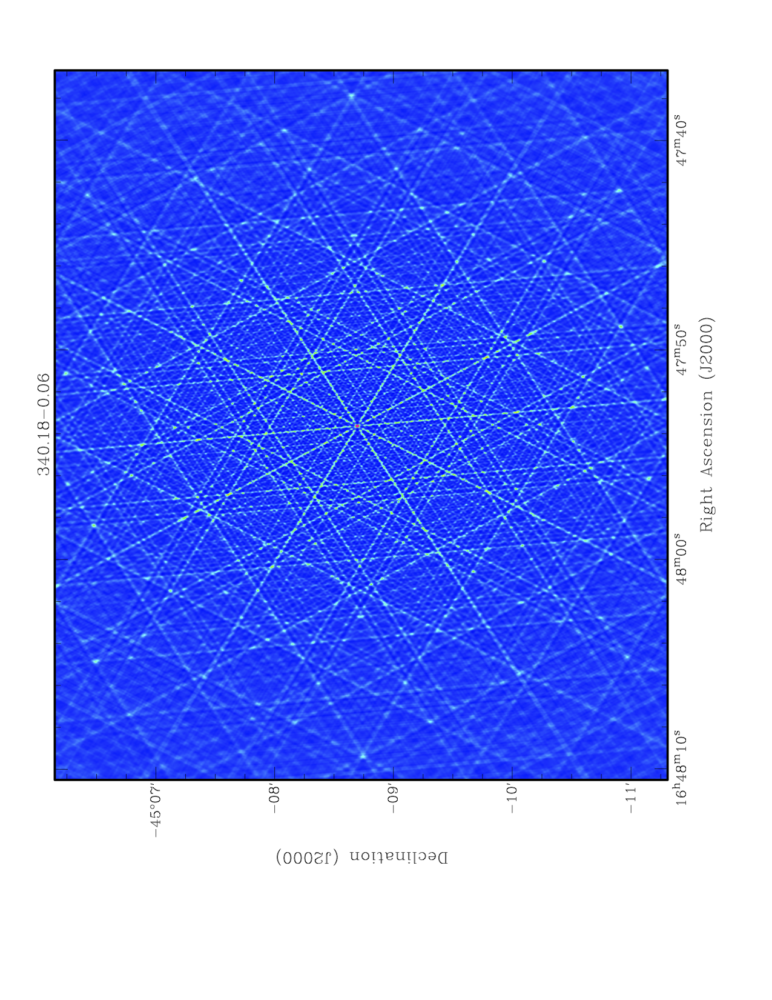 340.18−0.06
−45°07′
−08′
−09′
−10′
−11′
Declination (J2000)
16ʰ48ᵐ10ˢ
48ᵐ00ˢ
47ᵐ50ˢ
47ᵐ40ˢ
Right Ascension (J2000)